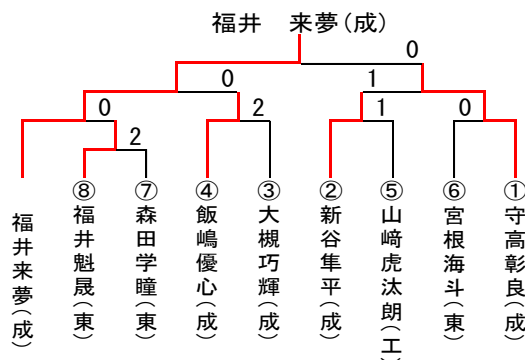 福井　来夢(成)
0
0
1
0
2
1
0
2
福井来夢(成)
⑧福井魁晟(東)
⑦森田学瞳(東)
④飯嶋優心(成)
③大槻巧輝(成)
②新谷隼平(成)
⑤山﨑虎汰朗(工)
⑥宮根海斗(東)
①守高彰良(成)